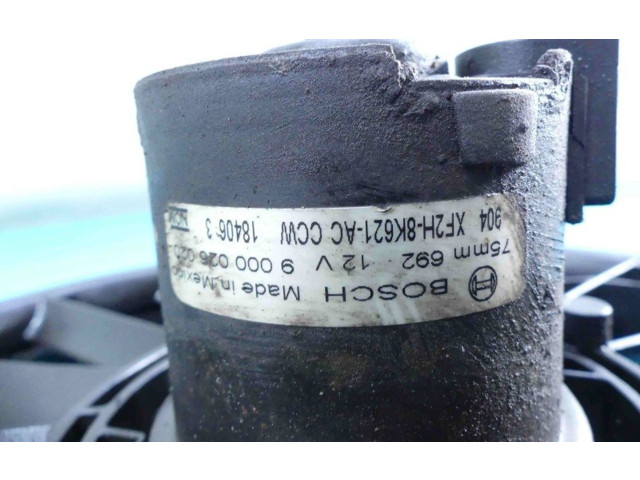 BOSCH Made in Mexico
75mm 692 12 V 9 000 026
904 XF2H-8K621-AC CCW 18406 3